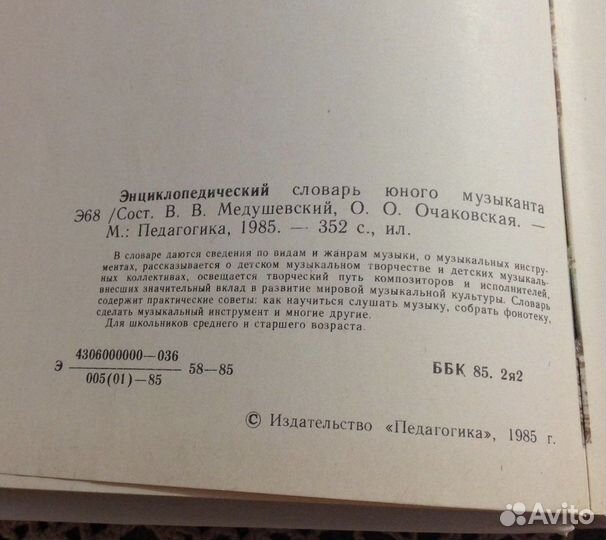 Энциклопедический словарь юного музыканта
Э68 /Сост. В. В. Медушевский, О. О. Очаковская. —
М.: Педагогика, 1985. — 352 с., ил.
В словаре даются сведения по видам и жанрам музыки, о музыкальных инстру-
ментах, рассказывается о детском музыкальном творчестве и детских музыкаль-
ных коллективах, освещается творческий путь композиторов и исполнителей,
внесших значительный вклад в развитие мировой музыкальной культуры. Словарь
содержит практические советы: как научиться слушать музыку, собрать фонотеку,
сделать музыкальный инструмент и многие другие.
Для школьников среднего и старшего возраста.
Э 4306000000—036
005(01)—85 58—85
ББК 85. 2я2
© Издательство «Педагогика», 1985 г.
Avito